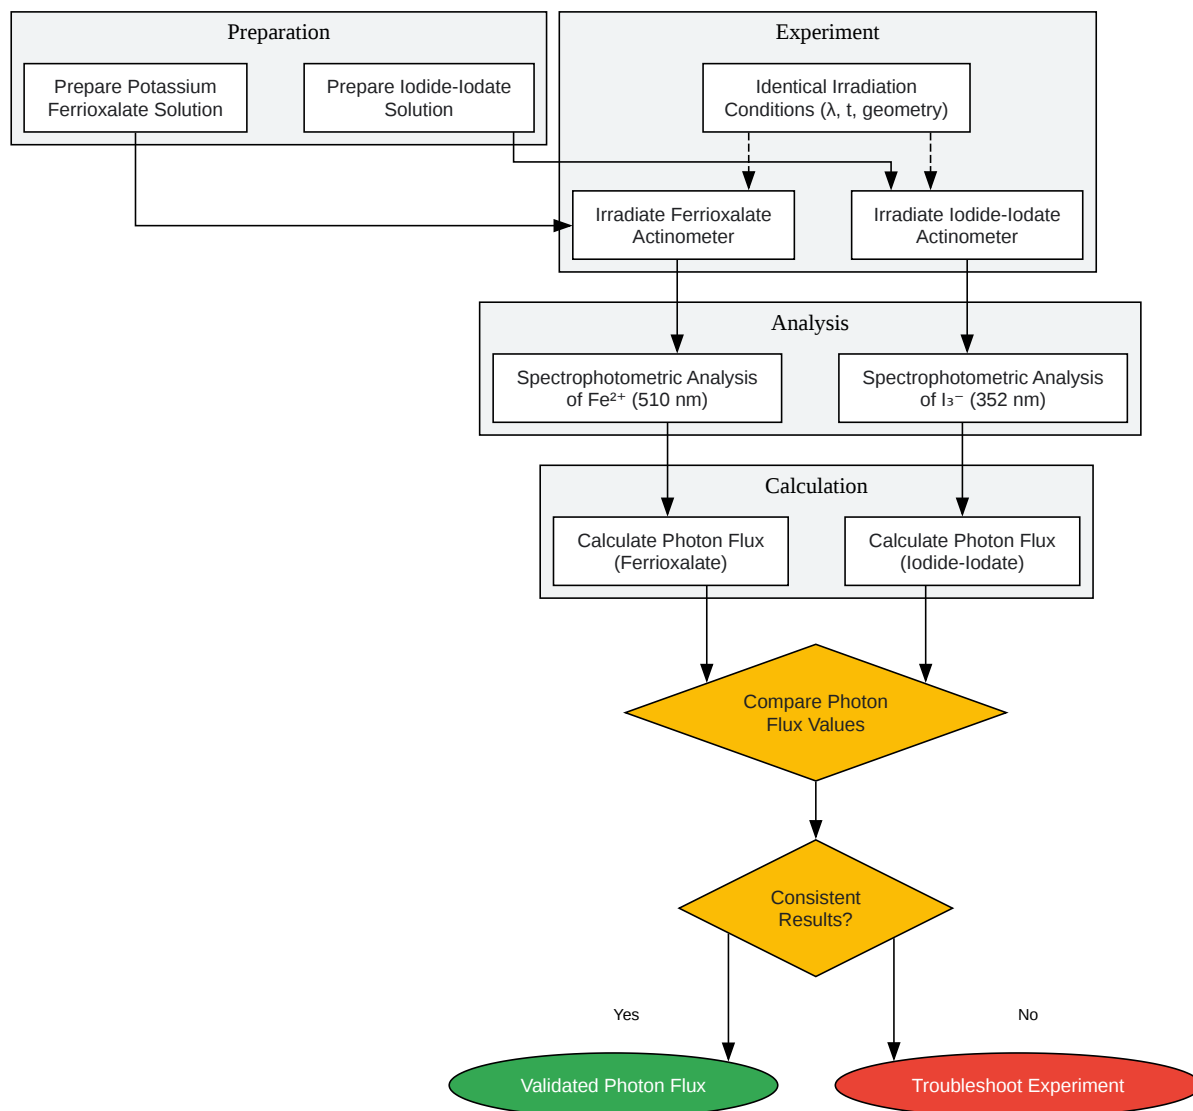 Preparation
Experiment
Prepare Potassium
Ferrioxalate Solution
Prepare Iodide-Iodate
Solution
Identical Irradiation
Conditions (λ, t, geometry)
Irradiate Ferrioxalate
Actinometer
Irradiate Iodide-Iodate
Actinometer
Analysis
Spectrophotometric Analysis
of Fe²⁺ (510 nm)
Spectrophotometric Analysis
of I₃⁻ (352 nm)
Calculation
Calculate Photon Flux
(Ferrioxalate)
Calculate Photon Flux
(Iodide-Iodate)
Compare Photon
Flux Values
Consistent
Results?
Yes
No
Validated Photon Flux
Troubleshoot Experiment